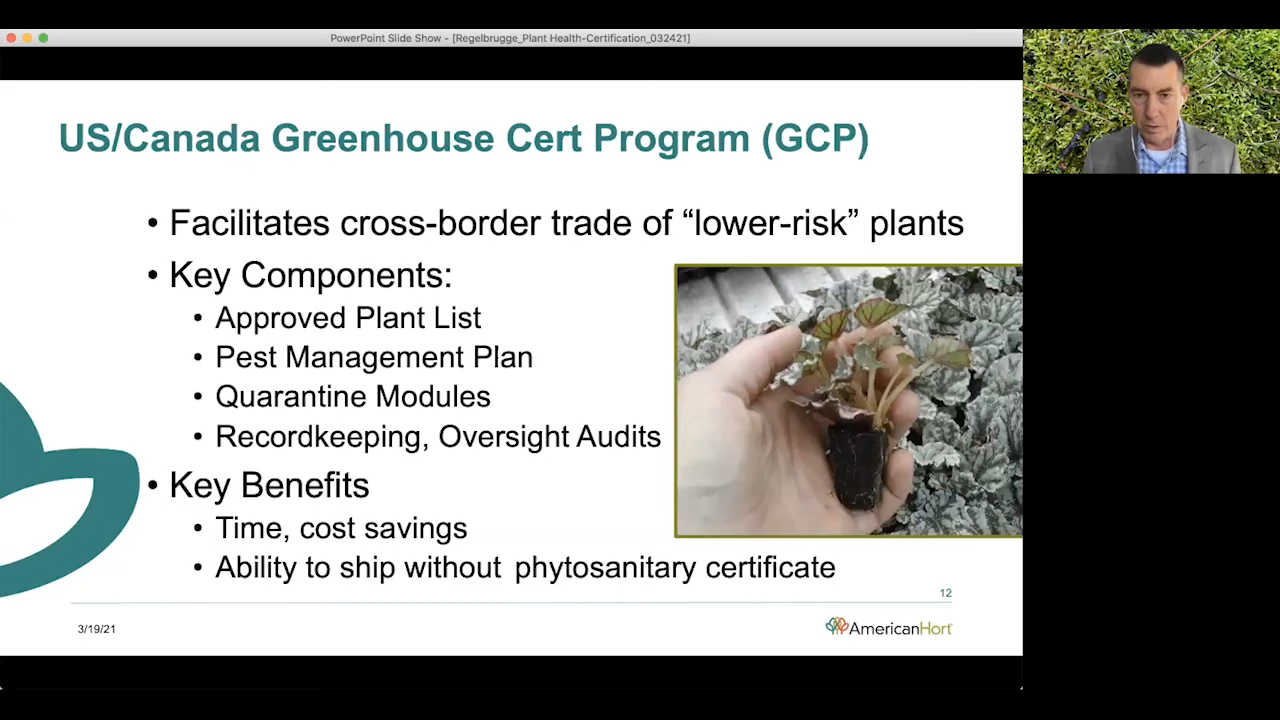 PowerPoint Slide Show - [Regelbrugge_Plant Health-Certification_032421]
US/Canada Greenhouse Cert Program (GCP)
• Facilitates cross-border trade of “lower-risk” plants
• Key Components:
• Approved Plant List
• Pest Management Plan
• Quarantine Modules
• Recordkeeping, Oversight Audits
• Key Benefits
• Time, cost savings
• Ability to ship without phytosanitary certificate
12
3/19/21
AmericanHort